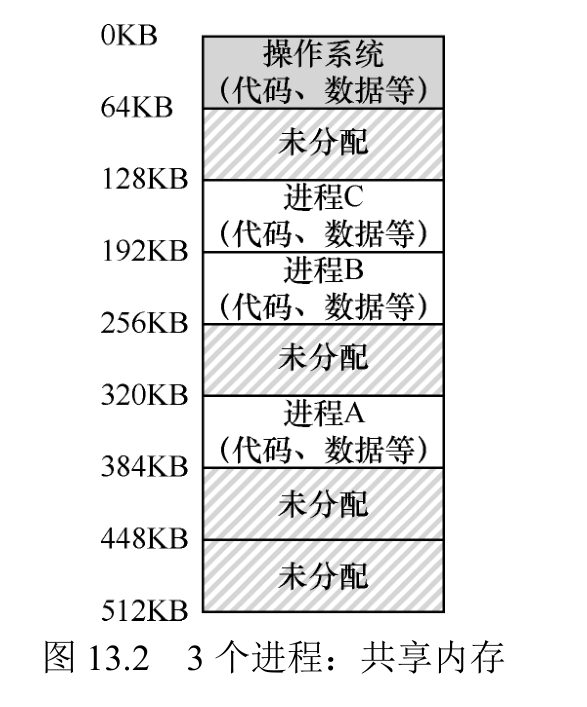 0KB
操作系统
（代码、数据等）
64KB
未分配
128KB
进程C
（代码、数据等）
192KB
进程B
（代码、数据等）
256KB
未分配
320KB
进程A
（代码、数据等）
384KB
未分配
448KB
未分配
512KB
图 13.2 3 个进程：共享内存